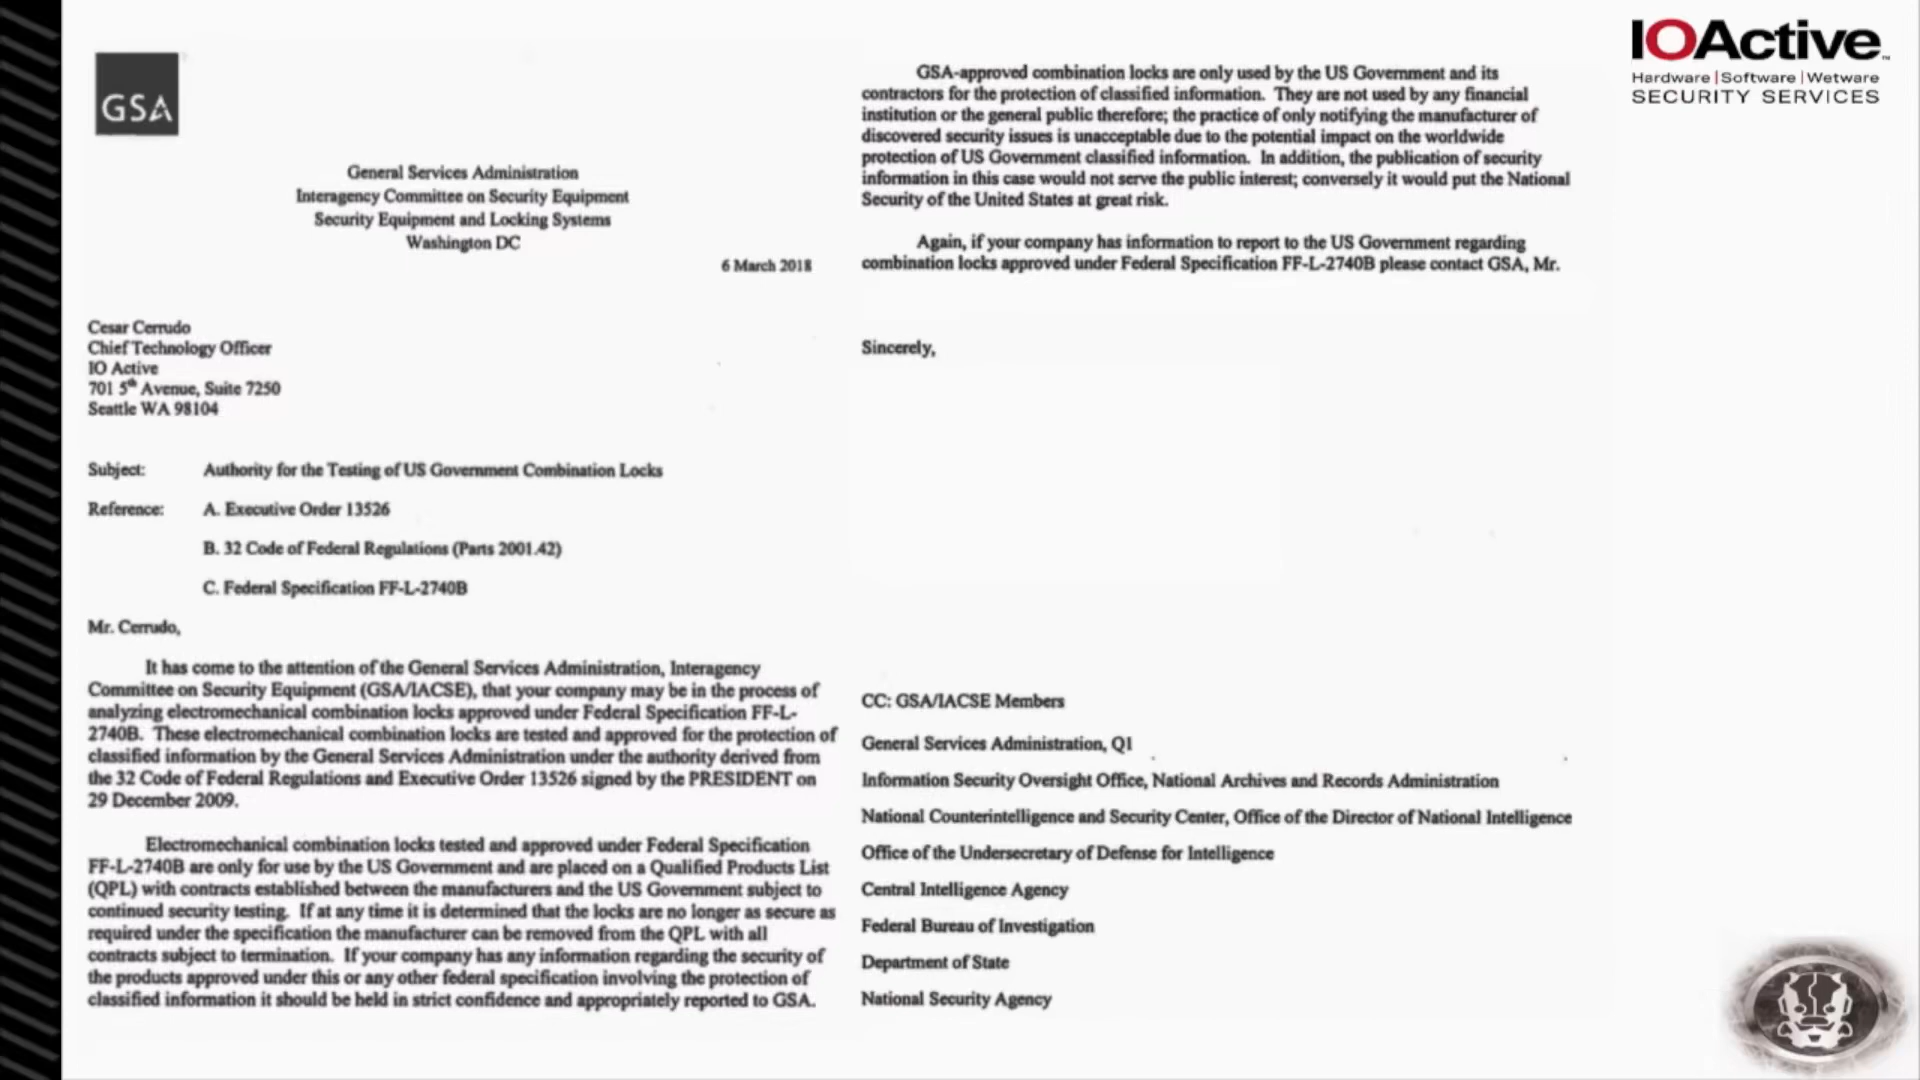 GSA
General Services Administration
Interagency Committee on Security Equipment
Security Equipment and Locking Systems
Washington DC
6 March 2018
Cesar Cerrudo
Chief Technology Officer
IO Active
701 5th Avenue, Suite 7250
Seattle WA 98104
Subject: Authority for the Testing of US Government Combination Locks
Reference: A. Executive Order 13526
B. 32 Code of Federal Regulations (Parts 2001.42)
C. Federal Specification FF-L-2740B
Mr. Cerrudo,
It has come to the attention of the General Services Administration, Interagency
Committee on Security Equipment (GSA/IACSE), that your company may be in the process of
analyzing electromechanical combination locks approved under Federal Specification FF-L-
2740B. These electromechanical combination locks are tested and approved for the protection of
classified information by the General Services Administration under the authority derived from
the 32 Code of Federal Regulations and Executive Order 13526 signed by the PRESIDENT on
29 December 2009.
Electromechanical combination locks tested and approved under Federal Specification
FF-L-2740B are only for use by the US Government and are placed on a Qualified Products List
(QPL) with contracts established between the manufacturers and the US Government subject to
continued security testing. If at any time it is determined that the locks are no longer as secure as
required under the specification the manufacturer can be removed from the QPL with all
contracts subject to termination. If your company has any information regarding the security of
the products approved under this or any other federal specification involving the protection of
classified information it should be held in strict confidence and appropriately reported to GSA.
GSA-approved combination locks are only used by the US Government and its
contractors for the protection of classified information. They are not used by any financial
institution or the general public therefore; the practice of only notifying the manufacturer of
discovered security issues is unacceptable due to the potential impact on the worldwide
protection of US Government classified information. In addition, the publication of security
information in this case would not serve the public interest; conversely it would put the National
Security of the United States at great risk.
Again, if your company has information to report to the US Government regarding
combination locks approved under Federal Specification FF-L-2740B please contact GSA, Mr.
Sincerely,
CC: GSA/IACSE Members
General Services Administration, Q1
Information Security Oversight Office, National Archives and Records Administration
National Counterintelligence and Security Center, Office of the Director of National Intelligence
Office of the Undersecretary of Defense for Intelligence
Central Intelligence Agency
Federal Bureau of Investigation
Department of State
National Security Agency
IOActive™
Hardware | Software | Wetware
SECURITY SERVICES